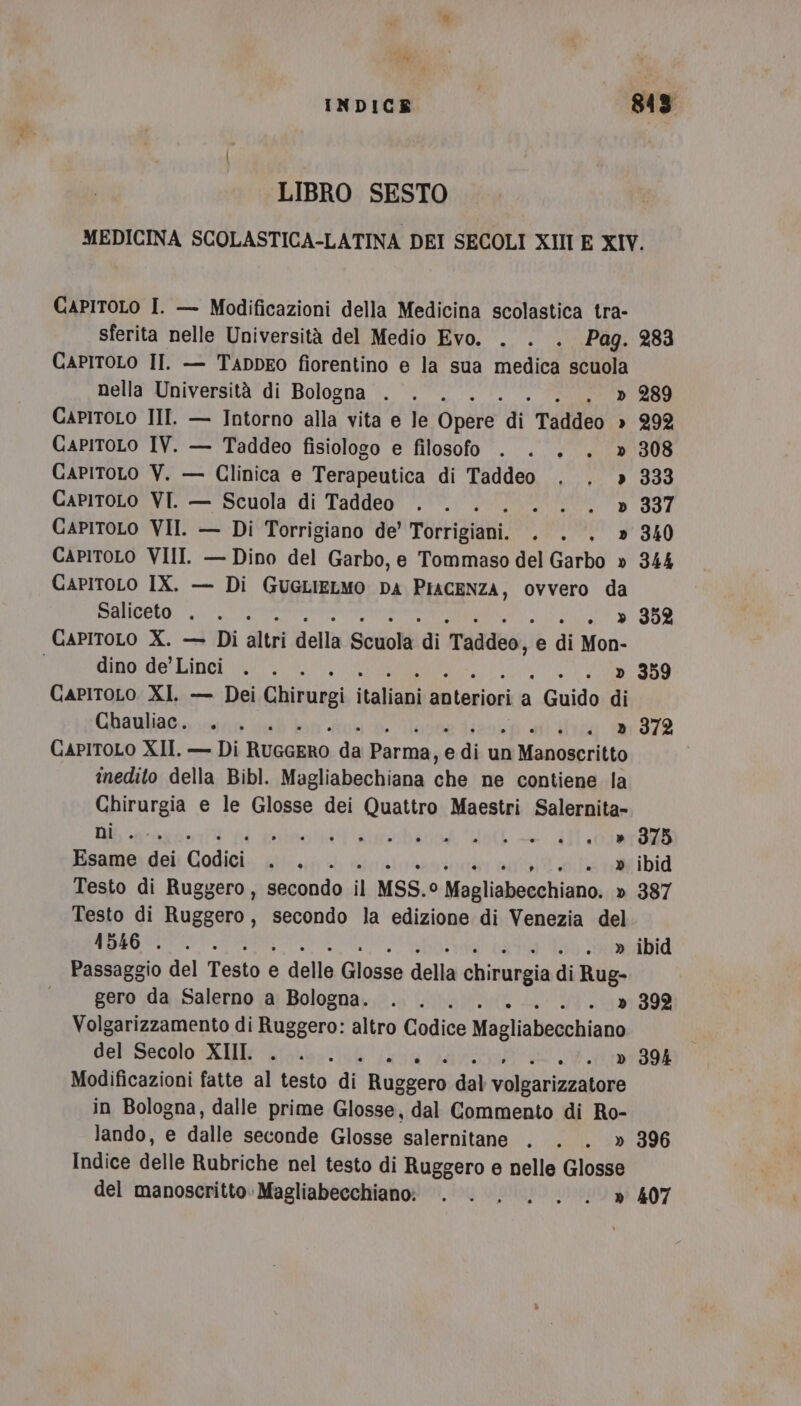 INDICE 843
LIBRO SESTO
MEDICINA SCOLASTICA-LATINA DEI SECOLI XIII E XIV.
CAPITOLO I. — Modificazioni della Medicina scolastica tra-
sferita nelle Università del Medio Evo. . . . Pag. 283
CAPITOLO II. — TADDEO fiorentino e la sua medica scuola
nella Università di Bologna . . . . . . . . » 289
CAPITOLO III. — Intorno alla vita e le Opere di Taddeo » 292
CAPITOLO IV. — Taddeo fisiologo e filosofo . . . . » 308
CAPITOLO V. — Clinica e Terapeutica di Taddeo . . » 333
CAPITOLO VI. — Scuola di Taddeo . . . . . . . » 337
CAPITOLO VII. — Di Torrigiano de' Torrigiani. . . . » 340
CAPITOLO VIII. — Dino del Garbo, e Tommaso del Garbo » 344
CAPITOLO IX. — Di GUGLIELMO DA PIACENZA, ovvero da
Saliceto . . . . . . . . . . . . . . » 352
CAPITOLO X. — Di altri della Scuola di Taddeo, e di Mon-
dino de'Linci . . . . . . . . . . . . » 359
CAPITOLO XI. — Dei Chirurgi italiani anteriori a Guido di
Chauliac. . . . . . . . . . . . . . » 372
CAPITOLO XII. — Di RUGGERO da Parma, e di un Manoscritto
inedito della Bibl. Magliabechiana che ne contiene la
Chirurgia e le Glosse dei Quattro Maestri Salernita-
ni . . . . . . . . . . . . . . . . » 375
Esame dei Codici . . . . . . . . . . . . » ibid
Testo di Ruggero, secondo il MSS.º Magliabecchiano. » 387
Testo di Ruggero, secondo la edizione di Venezia del
1546 . . . . . . . . . . . . . . . » ibid
Passaggio del Testo e delle Glosse della chirurgia di Rug-
gero da Salerno a Bologna. . . . . . . . . » 392
Volgarizzamento di Ruggero: altro Codice Magliabecchiano
del Secolo XIII. . . . . . . . . . . . » 394
Modificazioni fatte al testo di Ruggero dal volgarizzatore
in Bologna, dalle prime Glosse, dal Commento di Ro-
lando, e dalle seconde Glosse salernitane . . . » 396
Indice delle Rubriche nel testo di Ruggero e nelle Glosse
del manoscritto Magliabecchiano. . . . . . . » 407